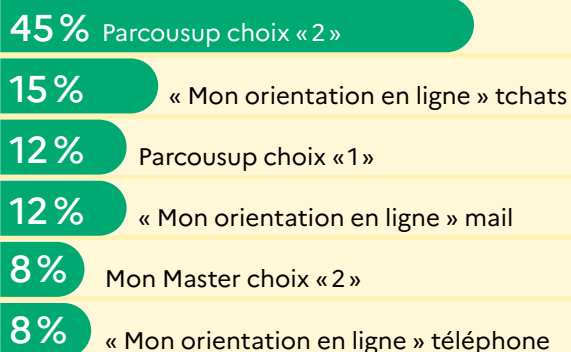 45 % Parcousup choix « 2 »
15 % « Mon orientation en ligne » tchats
12 % Parcousup choix « 1 »
12 % « Mon orientation en ligne » mail
8 % Mon Master choix « 2 »
8 % « Mon orientation en ligne » téléphone